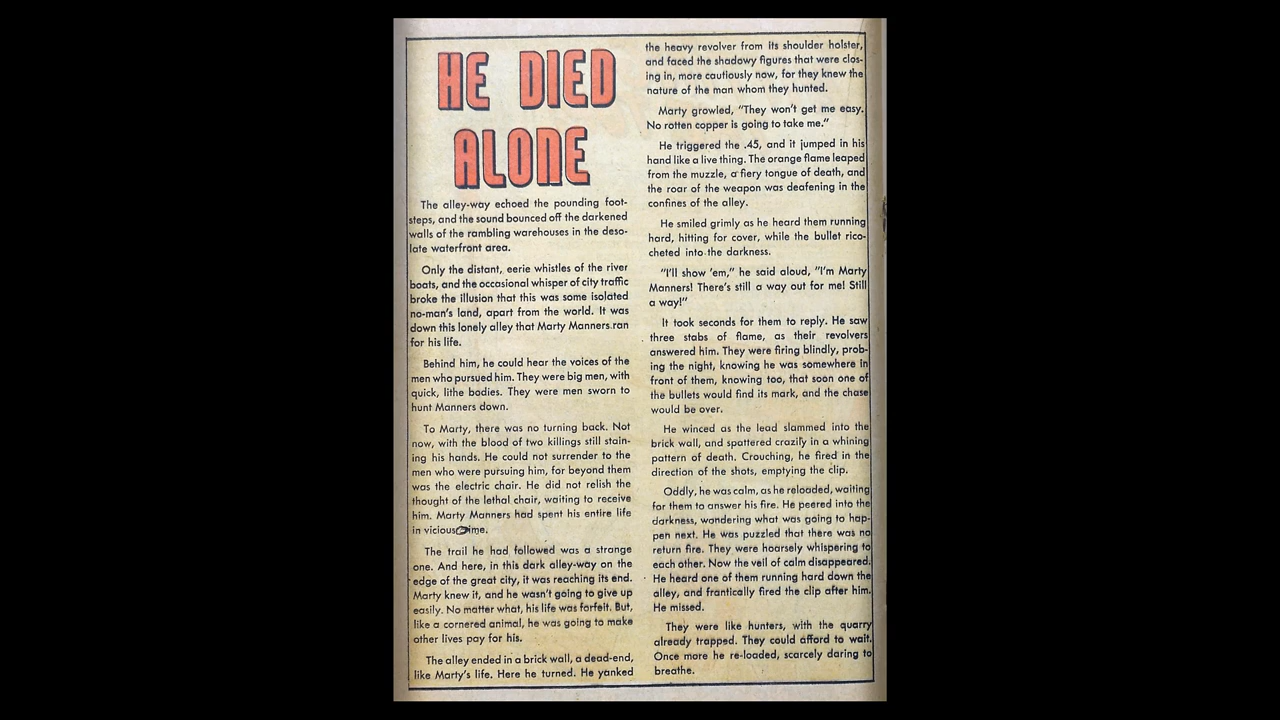 HE DIED
ALONE
The alley-way echoed the pounding foot-
steps, and the sound bounced off the darkened
walls of the rambling warehouses in the deso-
late waterfront area.
Only the distant, eerie whistles of the river
boats, and the occasional whisper of city traffic
broke the illusion that this was some isolated
no-man's land, apart from the world. It was
down this lonely alley that Marty Manners ran
for his life.
Behind him, he could hear the voices of the
men who pursued him. They were big men, with
quick, lithe bodies. They were men sworn to
hunt Manners down.
To Marty, there was no turning back. Not
now, with the blood of two killings still stain-
ing his hands. He could not surrender to the
men who were pursuing him, for beyond them
was the electric chair. He did not relish the
thought of the lethal chair, waiting to receive
him. Marty Manners had spent his entire life
in vicious
The trail he had followed was a strange
one. And here, in this dark alley-way on the
edge of the great city, it was reaching its end.
Marty knew it, and he wasn't going to give up
easily. No matter what, his life was forfeit. But,
like a cornered animal, he was going to make
other lives pay for his.
The alley ended in a brick wall, a dead-end,
like Marty's life. Here he turned. He yanked
the heavy revolver from its shoulder holster,
and faced the shadowy figures that were clos-
ing in, more cautiously now, for they knew the
nature of the man whom they hunted.
Marty growled, "They won't get me easy.
No rotten copper is going to take me."
He triggered the .45, and it jumped in his
hand like a live thing. The orange flame leaped
from the muzzle, a fiery tongue of death, and
the roar of the weapon was deafening in the
confines of the alley.
He smiled grimly as he heard them running
hard, hitting for cover, while the bullet rico-
cheted into the darkness.
"I'll show 'em," he said aloud, "I'm Marty
Manners! There's still a way out for me! Still
a way!"
It took seconds for them to reply. He saw
three stabs of flame, as their revolvers
answered him. They were firing blindly, prob-
ing the night, knowing he was somewhere in
front of them, knowing too, that soon one of
the bullets would find its mark, and the chase
would be over.
He winced as the lead slammed into the
brick wall, and spattered crazily in a whining
pattern of death. Crouching, he fired in the
direction of the shots, emptying the clip.
Oddly, he was calm, as he reloaded, waiting
for them to answer his fire. He peered into the
darkness, wondering what was going to hap-
pen next. He was puzzled that there was no
return fire. They were hoarsely whispering to
each other. Now the veil of calm disappeared.
He heard one of them running hard down the
alley, and frantically fired the clip after him.
He missed.
They were like hunters, with the quarry
already trapped. They could afford to wait.
Once more he re-loaded, scarcely daring to
breathe.